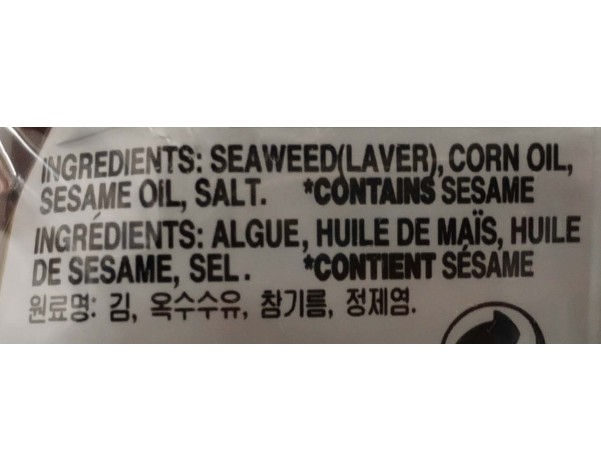 INGREDIENTS: SEAWEED(LAVER), CORN OIL,
SESAME OIL, SALT. *CONTAINS SESAME
INGRÉDIENTS: ALGUE, HUILE DE MAÏS, HUILE
DE SESAME, SEL. *CONTIENT SÉSAME
원료명: 김, 옥수수유, 참기름, 정제염.